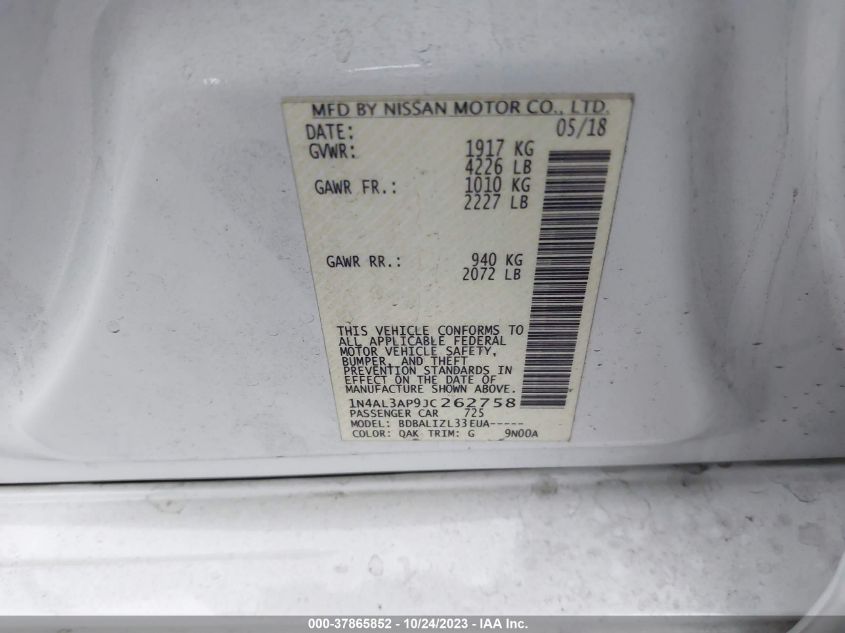 MFD BY NISSAN MOTOR CO., LTD.
DATE: 05/18
GVWR: 1917 KG
4226 LB
GAWR FR.: 1010 KG
2227 LB
GAWR RR.: 940 KG
2072 LB
THIS VEHICLE CONFORMS TO
ALL APPLICABLE FEDERAL
MOTOR VEHICLE SAFETY,
BUMPER, AND THEFT
PREVENTION STANDARDS IN
EFFECT ON THE DATE OF
MANUFACTURE SHOWN ABOVE.
1N4AL3AP9JC262758
PASSENGER CAR 725
MODEL: BDBALIZL33EUA-----
COLOR: QAK TRIM: G 9N00A
000-37865852 / 10/24/2023 - IAA Inc.